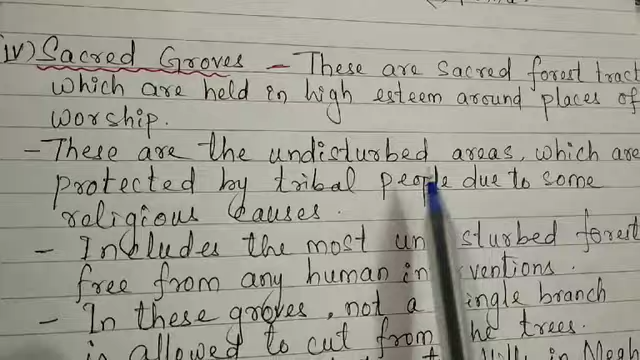 iv) Sacred Groves - These are sacred forest tract
which are held in high esteem around places of
worship.
- These are the undisturbed areas, which are
protected by tribal people due to some
religious causes.
- Includes the most un sturbed forest
free from any human in ventions.
- In these groves, not a ingle branch
is allowed to cut from he trees.
in Megh